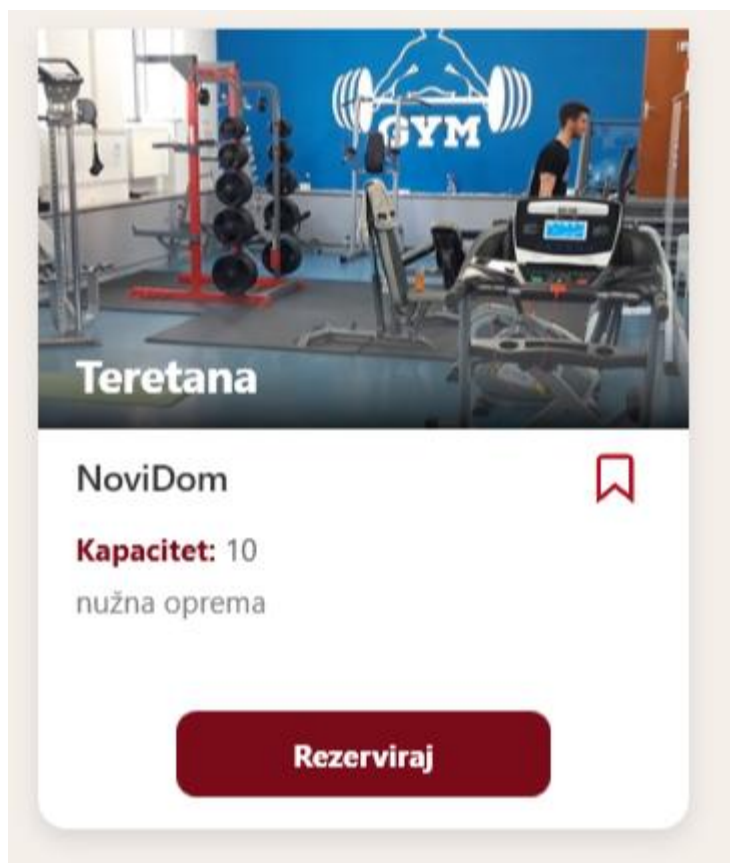 GYM
Teretana
NoviDom
Kapacitet: 10
nužna oprema
Rezerviraj